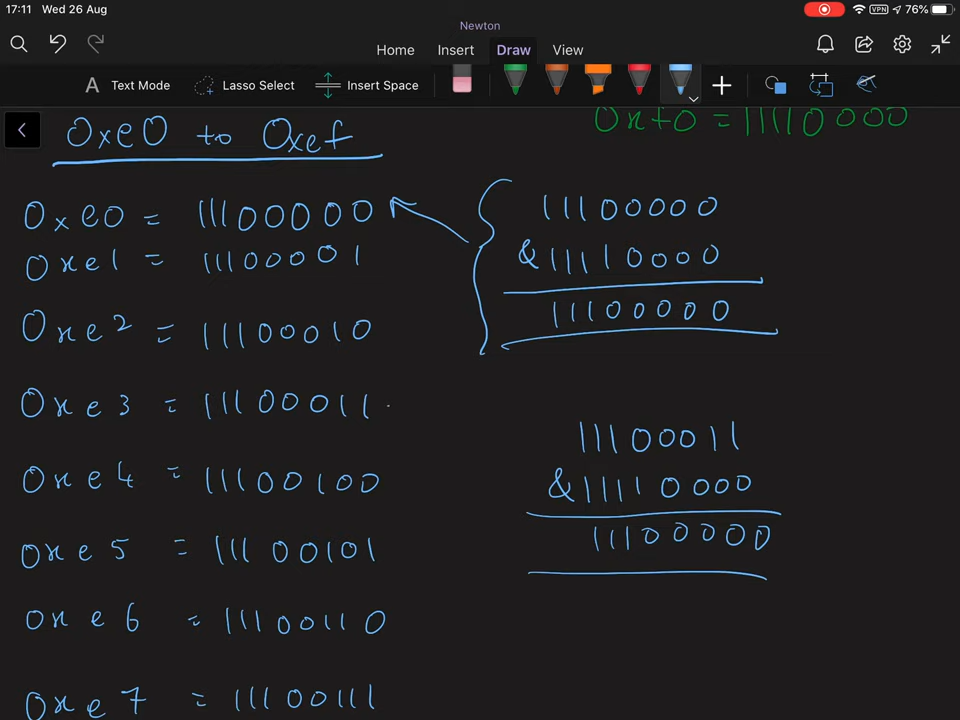 17:11 Wed 26 Aug VPN 76%
Newton
Home Insert Draw View
A Text Mode Lasso Select Insert Space
0xf0 = 11110000
0xe0 to 0xef
0xe0 = 11100000
0xe1 = 11100001
0xe2 = 11100010
0xe3 = 11100011
0xe4 = 11100100
0xe5 = 11100101
0xe6 = 11100110
0xe7 = 11100111
11100000
& 11110000
11100000
11100011
& 11110000
11100000